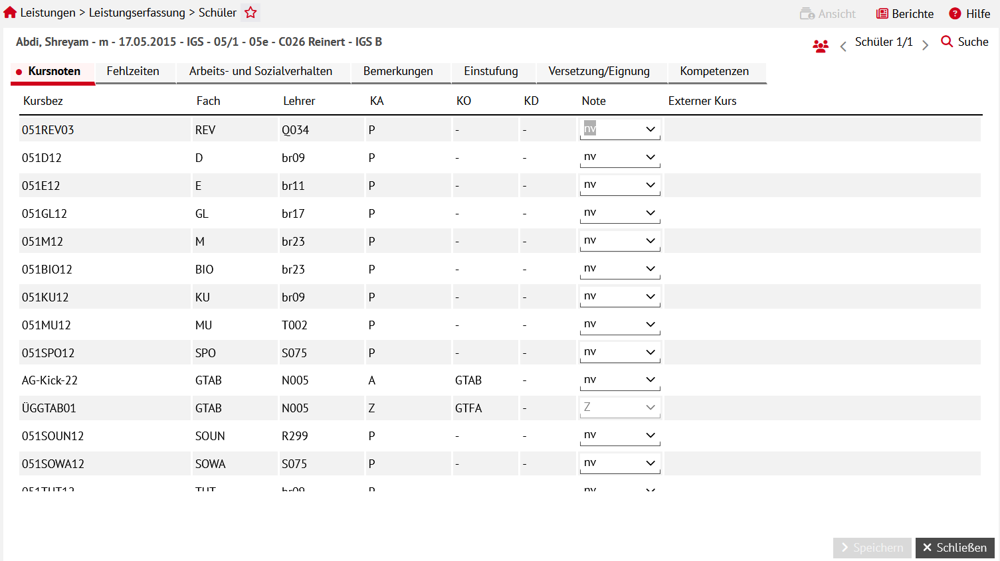 Leistungen > Leistungserfassung > Schüler
Ansicht Berichte Hilfe
Abdi, Shreyam - m - 17.05.2015 - IGS - 05/1 - 05e - C026 Reinert - IGS B
Schüler 1/1 Suche
Kursnoten Fehlzeiten Arbeits- und Sozialverhalten Bemerkungen Einstufung Versetzung/Eignung Kompetenzen
Kursbez Fach Lehrer KA KO KD Note Externer Kurs
051REV03 REV Q034 P - - nv
051D12 D br09 P - - nv
051E12 E br11 P - - nv
051GL12 GL br17 P - - nv
051M12 M br23 P - - nv
051BIO12 BIO br23 P - - nv
051KU12 KU br09 P - - nv
051MU12 MU T002 P - - nv
051SPO12 SPO S075 P - - nv
AG-Kick-22 GTAB N005 A GTAB - nv
ÜGGTAB01 GTAB N005 Z GTFA - Z
051SOUN12 SOUN R299 P - - nv
051SOWA12 SOWA S075 P - - nv
051TUT12 TUT br09 P nv
Speichern Schließen